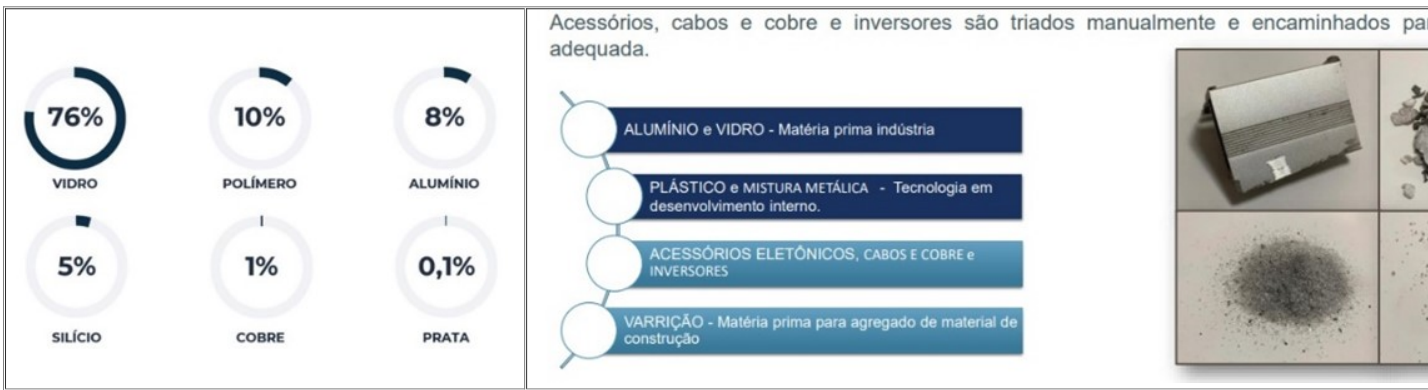 76%
10%
8%
VIDRO
POLÍMERO
ALUMÍNIO
5%
1%
0,1%
SILÍCIO
COBRE
PRATA
Acessórios, cabos e cobre e inversores são triados manualmente e encaminhados
adequada.
ALUMÍNIO e VIDRO - Matéria prima indústria
PLÁSTICO e MISTURA METÁLICA - Tecnologia em
desenvolvimento interno.
ACESSÓRIOS ELETÔNICOS, CABOS E COBRE e
INVERSORES
VARRIÇÃO - Matéria prima para agregado de material de
construção